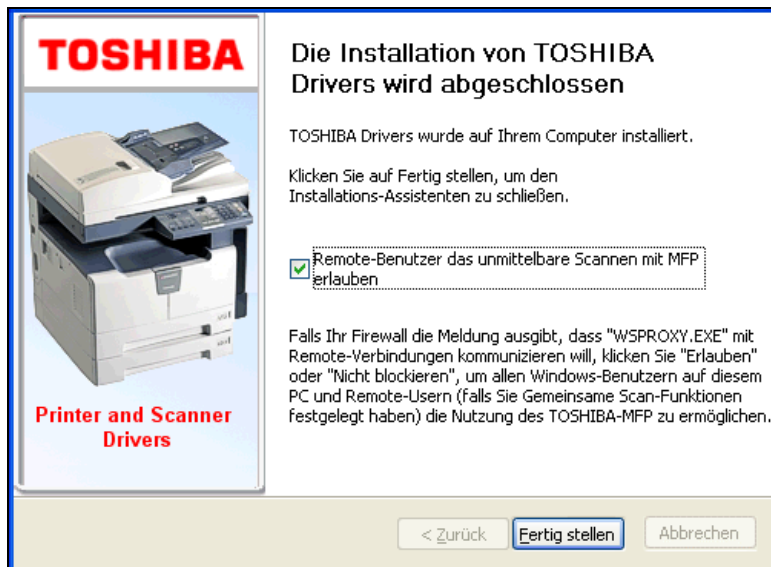 TOSHIBA
Printer and Scanner
Drivers
Die Installation von TOSHIBA
Drivers wird abgeschlossen
TOSHIBA Drivers wurde auf Ihrem Computer installiert.
Klicken Sie auf Fertig stellen, um den
Installations-Assistenten zu schließen.
Remote-Benutzer das unmittelbare Scannen mit MFP
erlauben
Falls Ihr Firewall die Meldung ausgibt, dass "WSPROXY.EXE" mit
Remote-Verbindungen kommunizieren will, klicken Sie "Erlauben"
oder "Nicht blockieren", um allen Windows-Benutzern auf diesem
PC und Remote-Usern (falls Sie Gemeinsame Scan-Funktionen
festgelegt haben) die Nutzung des TOSHIBA-MFP zu ermöglichen.
< Zurück
Fertig stellen
Abbrechen